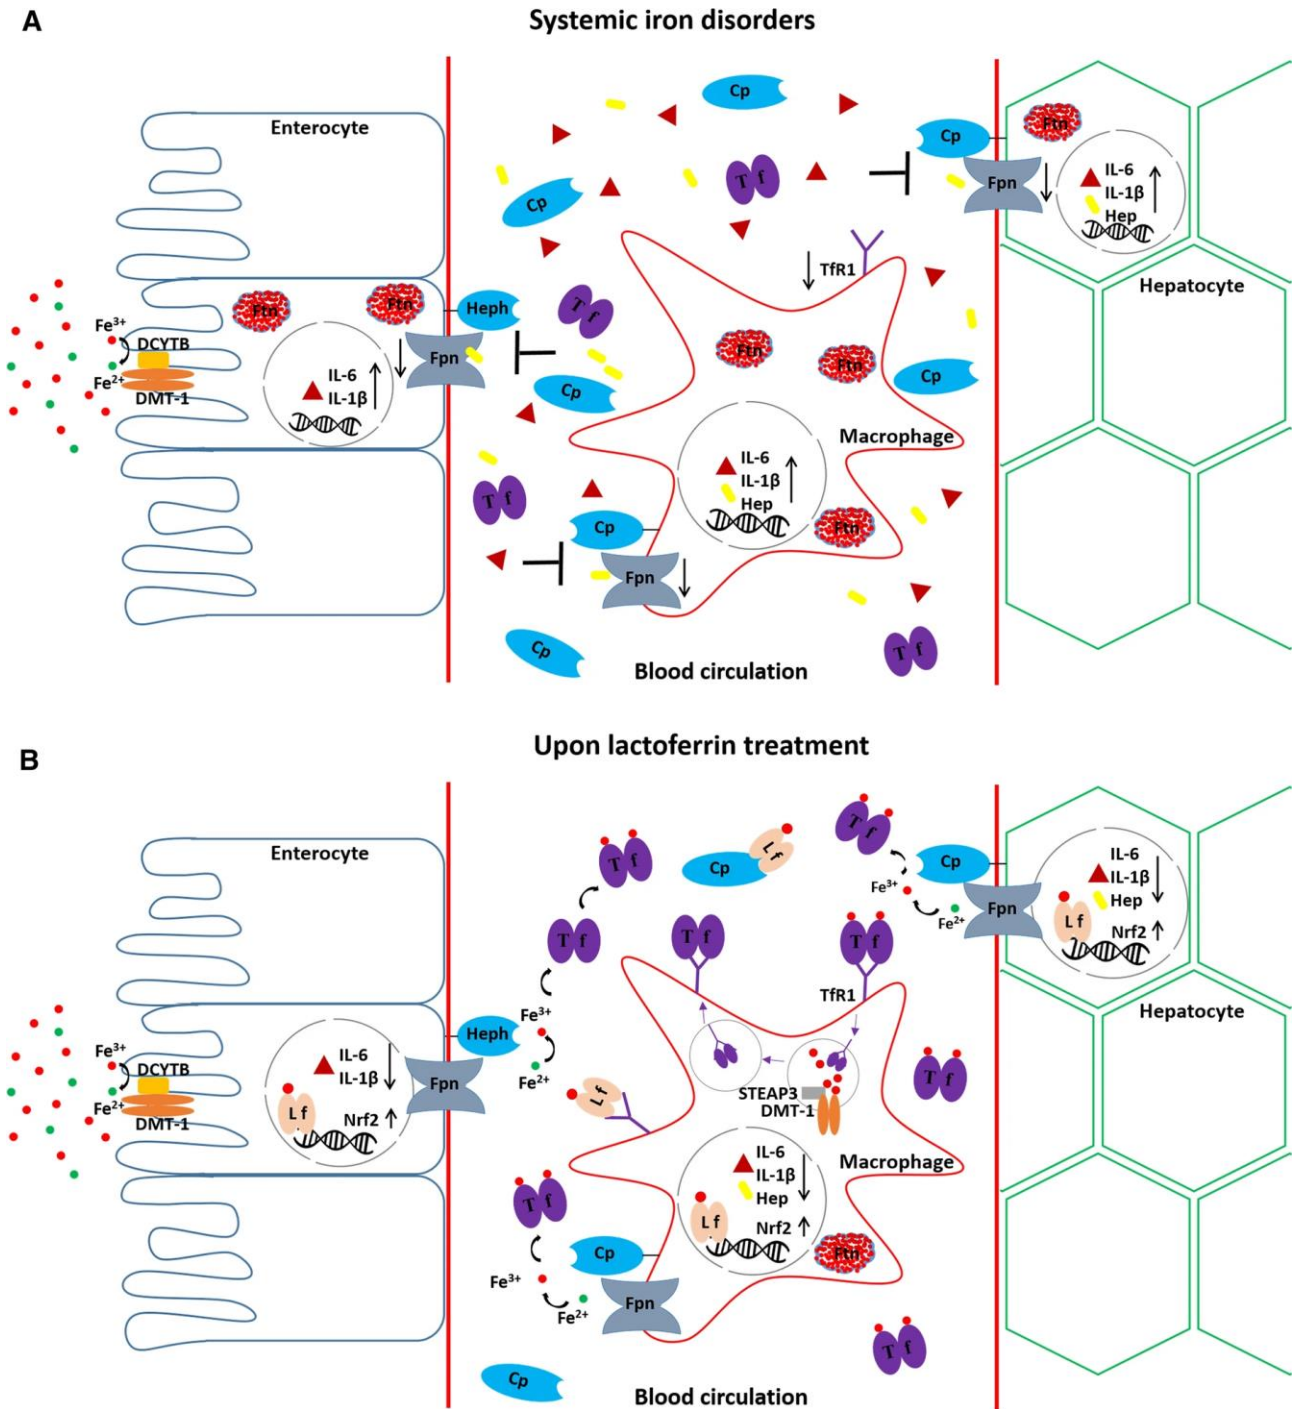 A
Systemic iron disorders
Enterocyte
Cp
Cp
Ftn
Tf
Fpn
IL-6
IL-1β
Hep
Cp
TfR1
Hepatocyte
Ftn
Ftn
Heph
Tf
Fe3+
DCYTB
Fe2+
DMT-1
IL-6
IL-1β
Fpn
Cp
Ftn
Ftn
Cp
Macrophage
IL-6
IL-1β
Hep
Tf
Cp
Ftn
Fpn
Cp
Tf
Blood circulation
B
Upon lactoferrin treatment
Enterocyte
Tf
Cp
Lf
Tf
Cp
Fe3+
Fe2+
Fpn
IL-6
IL-1β
Hep
Lf
Nrf2
Tf
Tf
Tf
TfR1
Hepatocyte
Fe3+
Heph
Fe2+
Fe3+
DCYTB
Fe2+
DMT-1
IL-6
IL-1β
Lf
Nrf2
Fpn
Lf
STEAP3
DMT-1
Tf
Macrophage
IL-6
IL-1β
Hep
Lf
Nrf2
Tf
Cp
Ftn
Fe3+
Fe2+
Fpn
Tf
Cp
Blood circulation